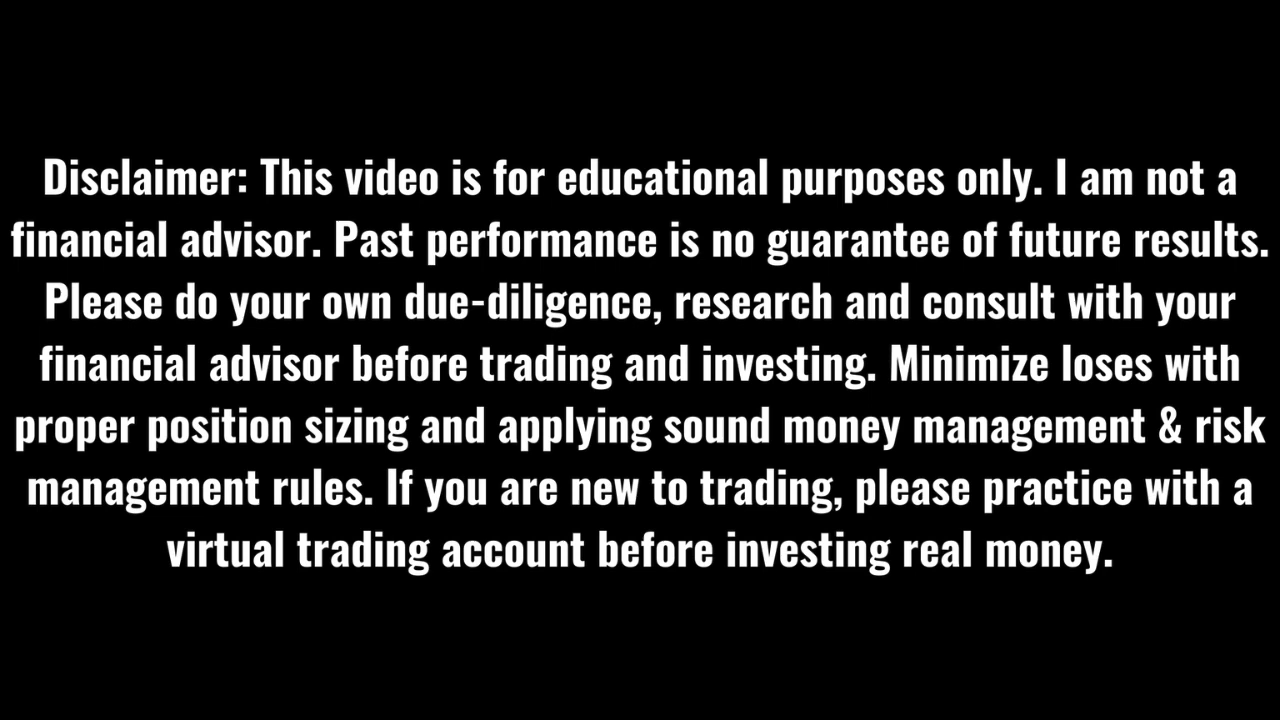 Disclaimer: This video is for educational purposes only. I am not a
financial advisor. Past performance is no guarantee of future results.
Please do your own due-diligence, research and consult with your
financial advisor before trading and investing. Minimize loses with
proper position sizing and applying sound money management & risk
management rules. If you are new to trading, please practice with a
virtual trading account before investing real money.